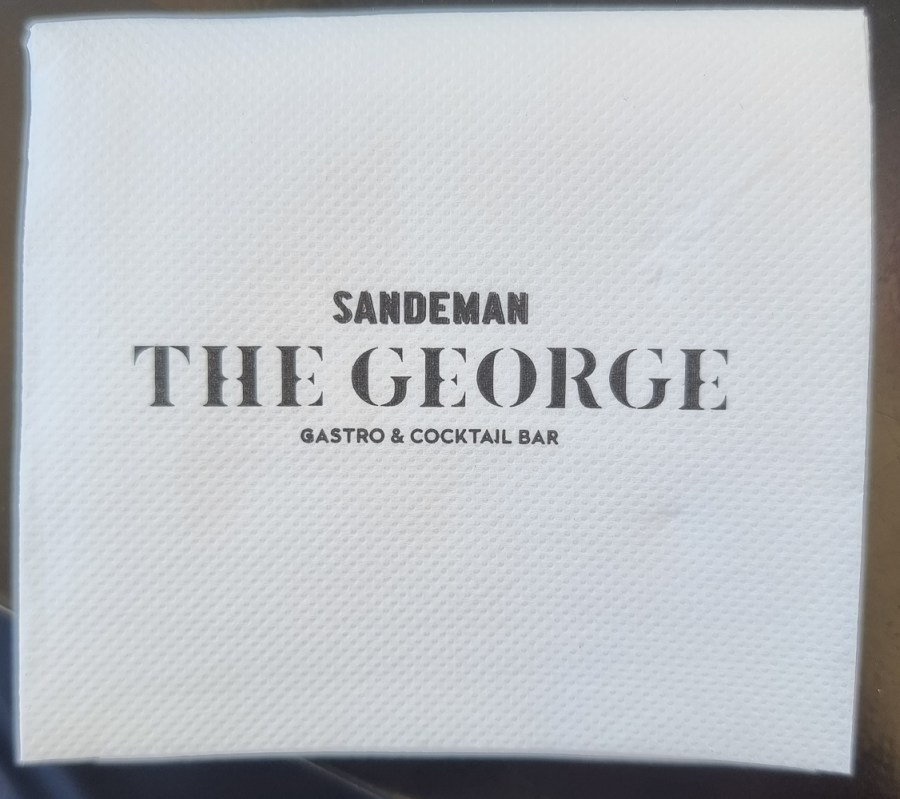 SANDEMAN
THE GEORGE
GASTRO & COCKTAIL BAR